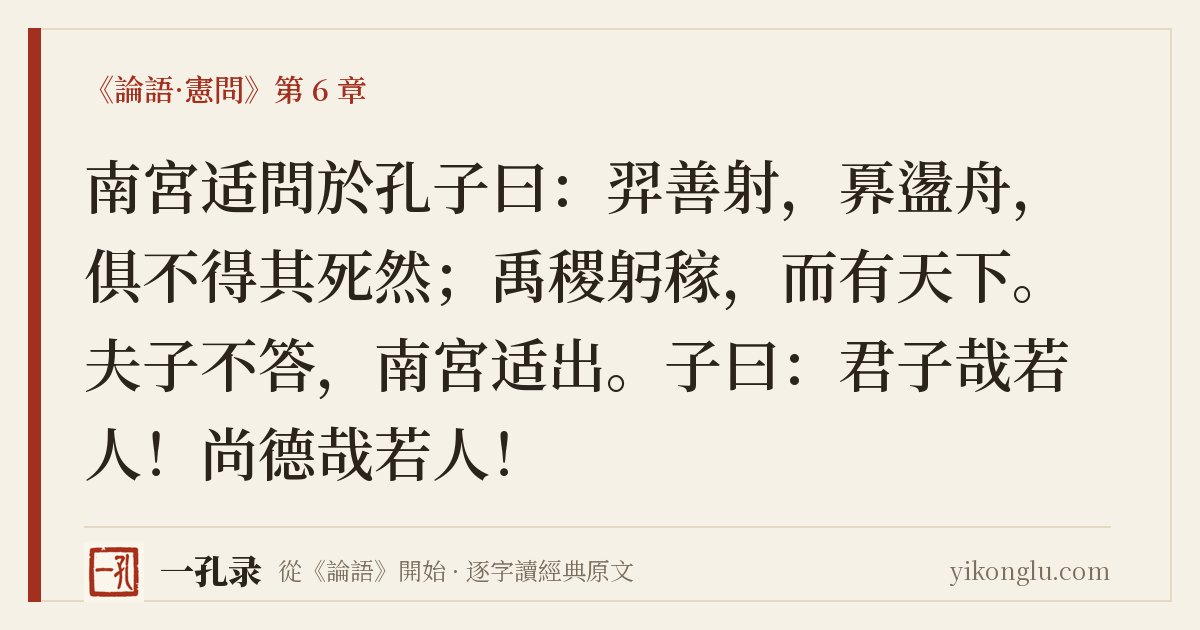 《論語·憲問》第 6 章
南宮适問於孔子曰：羿善射，奡盪舟，
俱不得其死然；禹稷躬稼，而有天下。
夫子不答，南宮适出。子曰：君子哉若
人！尚德哉若人！
一孔
一孔录 從《論語》開始 · 逐字讀經典原文 yikonglu.com